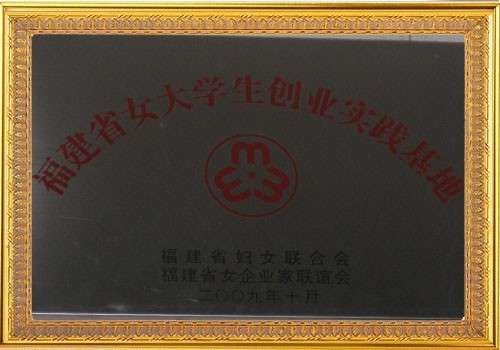 福建省女大学生创业实践基地
福建省妇女联合会
福建省女企业家联谊会
二〇〇九年十月